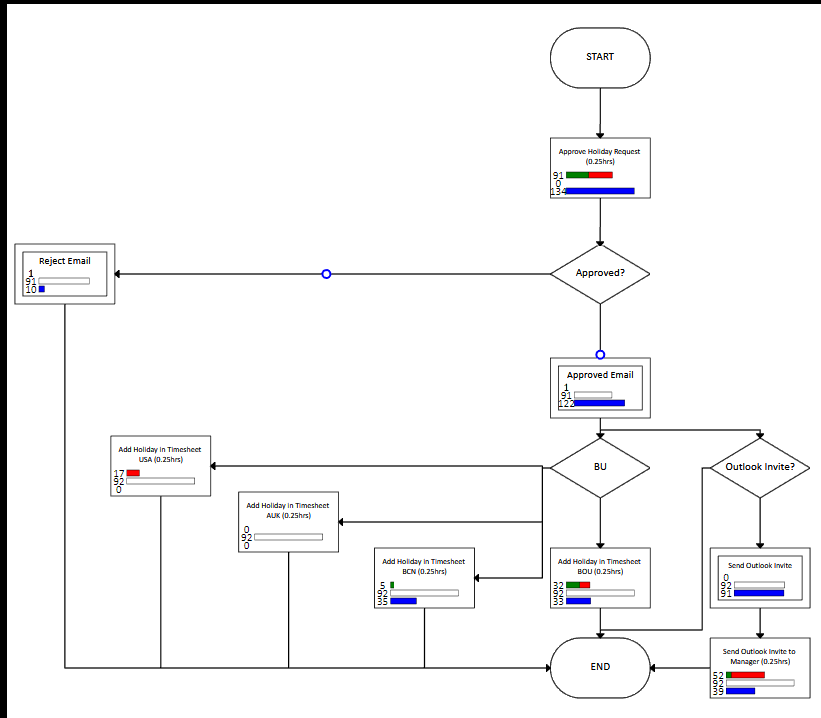 START
Approve Holiday Request
(0.25hrs)
91
0
134
Approved?
Reject Email
1
91
10
Approved Email
1
91
122
Add Holiday in Timesheet
USA (0.25hrs)
17
92
0
BU
Outlook Invite?
Add Holiday in Timesheet
AUK (0.25hrs)
0
92
0
Add Holiday in Timesheet
BCN (0.25hrs)
5
92
35
Add Holiday in Timesheet
BOU (0.25hrs)
32
92
33
Send Outlook Invite
0
92
91
END
Send Outlook Invite to
Manager (0.25hrs)
52
92
39